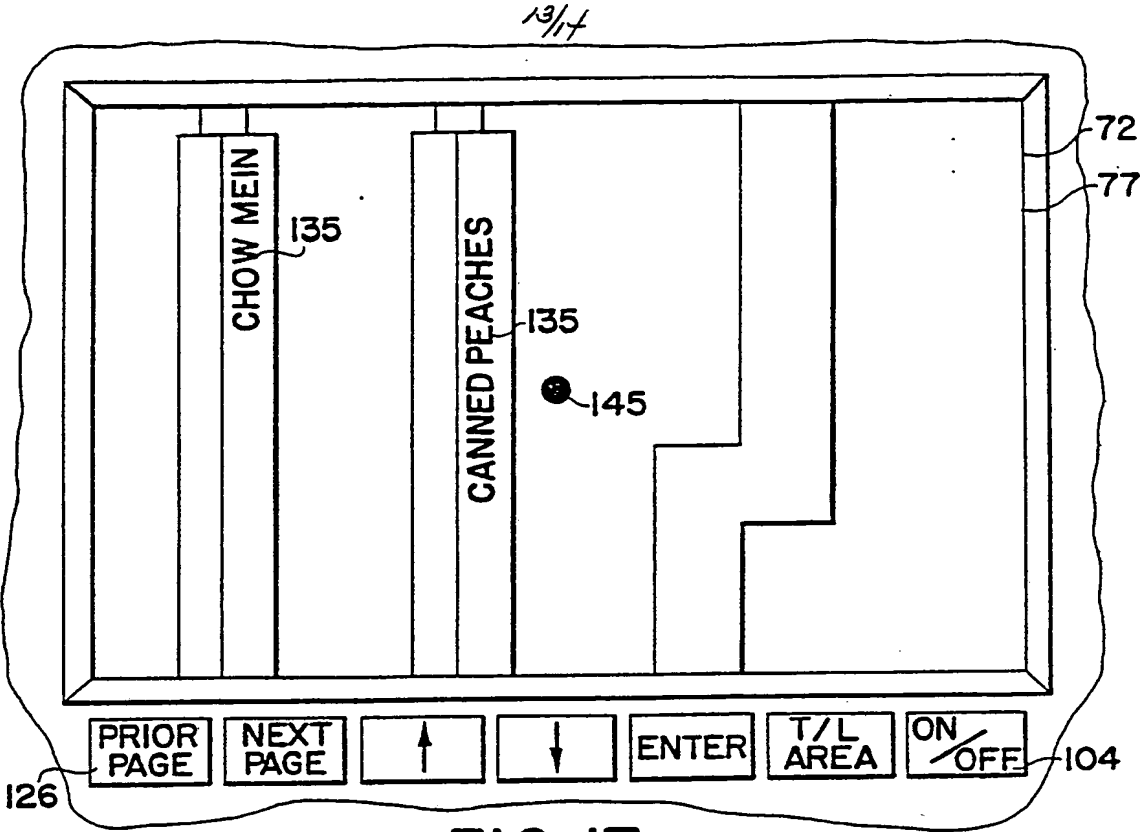 13/17
72
77
CHOW MEIN
135
CANNED PEACHES
135
145
PRIOR PAGE
NEXT PAGE
ENTER
T/L AREA
ON/OFF
104
126